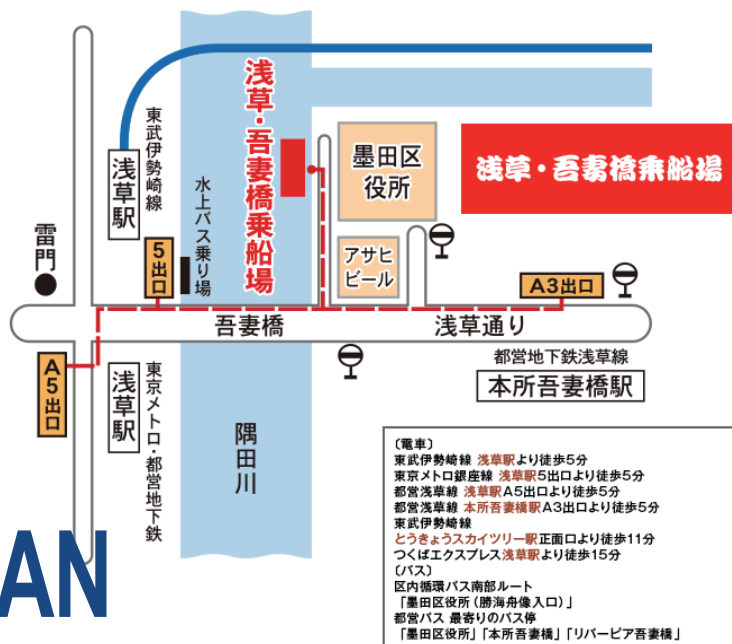 浅草・吾妻橋乗船場
浅草・吾妻橋乗船場
東武伊勢崎線
浅草駅
水上バス乗り場
墨田区
役所
雷門
5出口
アサヒ
ビール
A3出口
吾妻橋
浅草通り
都営地下鉄浅草線
本所吾妻橋駅
A5出口
浅草駅
東京メトロ・都営地下鉄
隅田川
AN
〔電車〕
東武伊勢崎線 浅草駅より徒歩5分
東京メトロ銀座線 浅草駅5出口より徒歩5分
都営浅草線 浅草駅A5出口より徒歩5分
都営浅草線 本所吾妻橋駅A3出口より徒歩5分
東武伊勢崎線
とうきょうスカイツリー駅正面口より徒歩11分
つくばエクスプレス浅草駅より徒歩15分
〔バス〕
区内循環バス南部ルート
「墨田区役所(勝海舟像入口)」
都営バス 最寄りのバス停
「墨田区役所」「本所吾妻橋」「リバーピア吾妻橋」